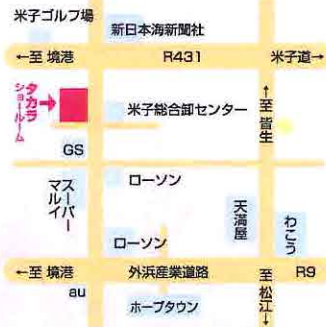 米子ゴルフ場
新日本海新聞社
←至 境港
R431
米子道→
タカラ
ショールーム
→
米子総合卸センター
←至 皆生
GS
スーパー
マルイ
ローソン
天満屋
わこう
ローソン
←至 境港
外浜産業道路
R9
至 松江→
au
ホープタウン